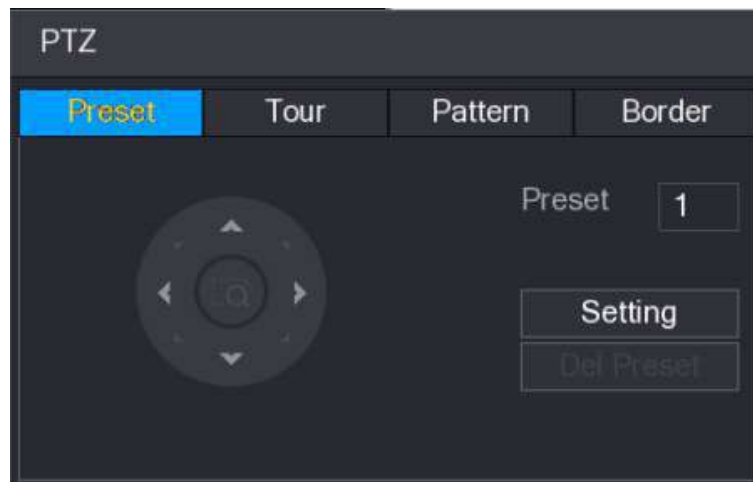 PTZ
Preset Tour Pattern Border
Preset 1
Setting
Del Preset